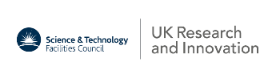 Science & Technology
Facilities Council
UK Research
and Innovation